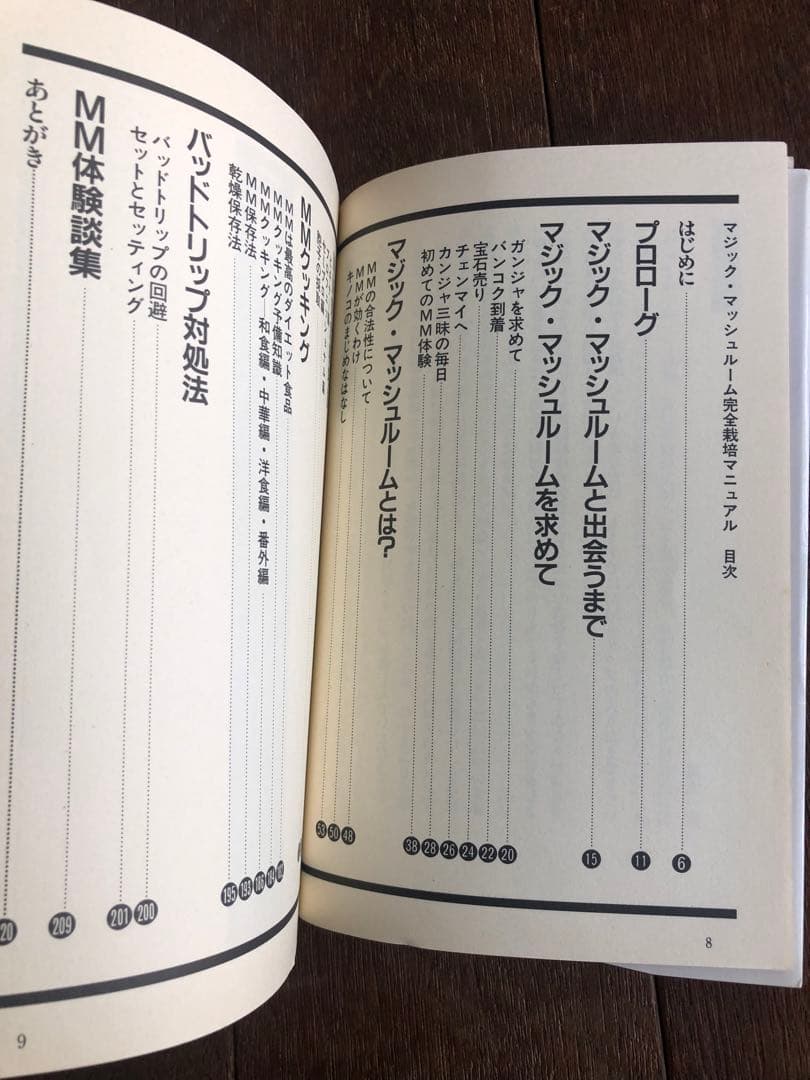 マジック・マッシュルーム完全栽培マニュアル 目次
はじめに 6
プロローグ 11
マジック・マッシュルームと出会うまで 15
マジック・マッシュルームを求めて
ガンジャを求めて 20
バンコク到着 22
宝石売り 24
チェンマイへ 26
カンジャ三昧の毎日 28
初めてのMM体験 38
マジック・マッシュルームとは?
MMの合法性について 48
MMが効くわけ 50
キノコのまじめなはなし 53
8
MMクッキング
MMは最高のダイエット食品
MMクッキング予備知識
MMクッキング 和食編・中華編・洋食編・番外編
MM保存法 193
乾燥保存法 195
バッドトリップ対処法
バッドトリップの回避 200
セットとセッティング 201
MM体験談集 209
あとがき
9